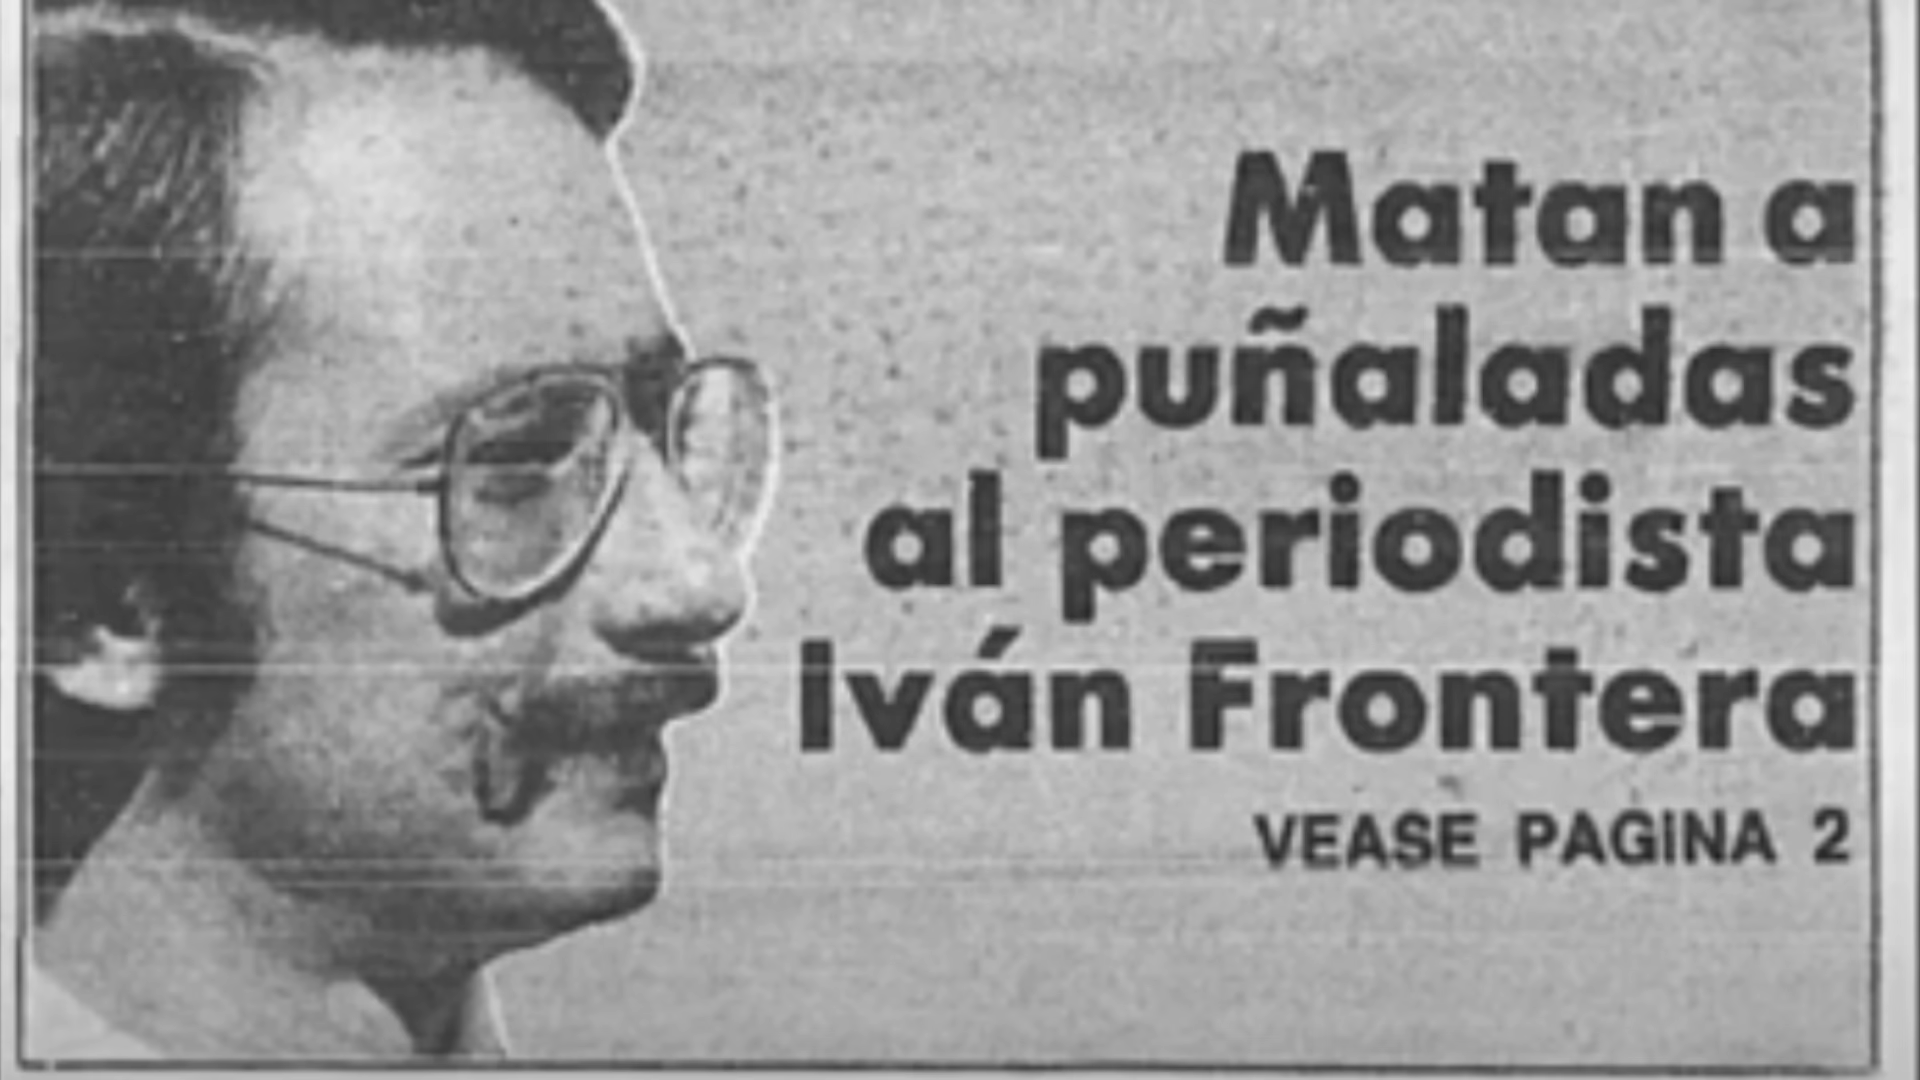 Matan a
puñaladas
al periodista
Iván Frontera
VEASE PAGINA 2